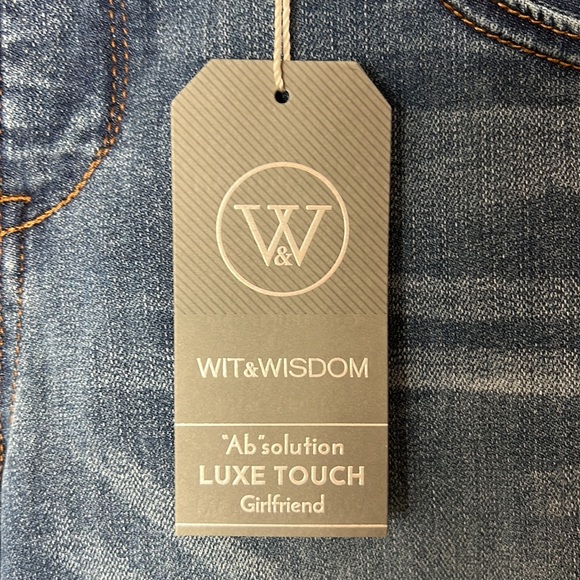 W&W
WIT&WISDOM
"Ab"solution
LUXE TOUCH
Girlfriend